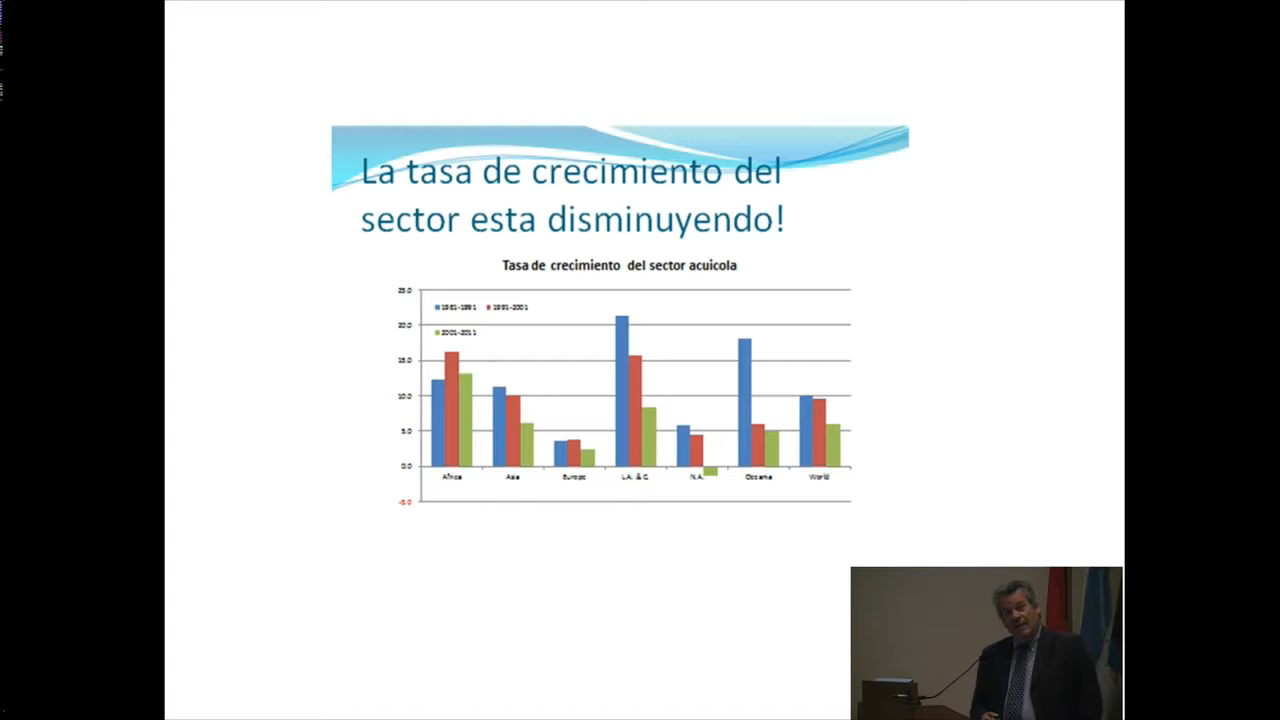 La tasa de crecimiento del
sector esta disminuyendo!
Tasa de crecimiento del sector acuicola
25.0
1981-1991 1991-2001
20.0
2001-2011
15.0
10.0
5.0
0.0
Africa Asia Europe L.A. & C. N.A. Oceania World
-5.0